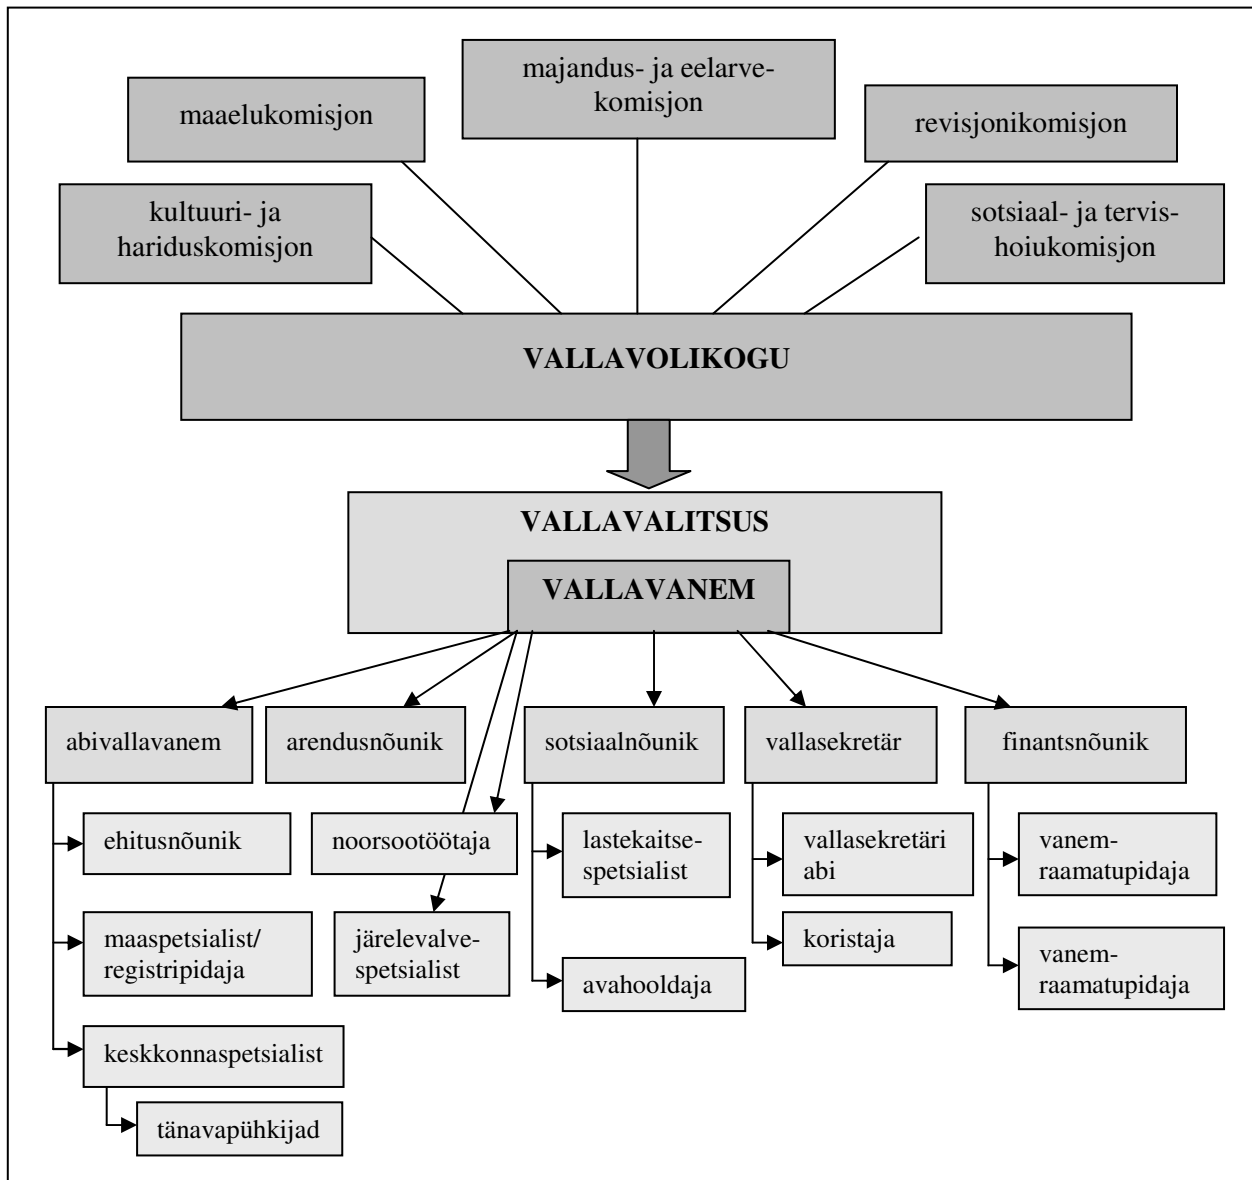 majandus- ja eelarve-
komisjon
maaelukomisjon
revisjonikomisjon
kultuuri- ja
hariduskomisjon
sotsiaal- ja tervis-
hoiukomisjon
VALLAVOLIKOGU
VALLAVALITSUS
VALLAVANEM
abivallavanem
arendusnõunik
sotsiaalnõunik
vallasekretär
finantsnõunik
ehitusnõunik
noorsootöötaja
lastekaitse-
spetsialist
vallasekretäri
abi
vanem-
raamatupidaja
maaspetsialist/
registripidaja
järelevalve-
spetsialist
avahooldaja
koristaja
vanem-
raamatupidaja
keskkonnaspetsialist
tänavapühkijad